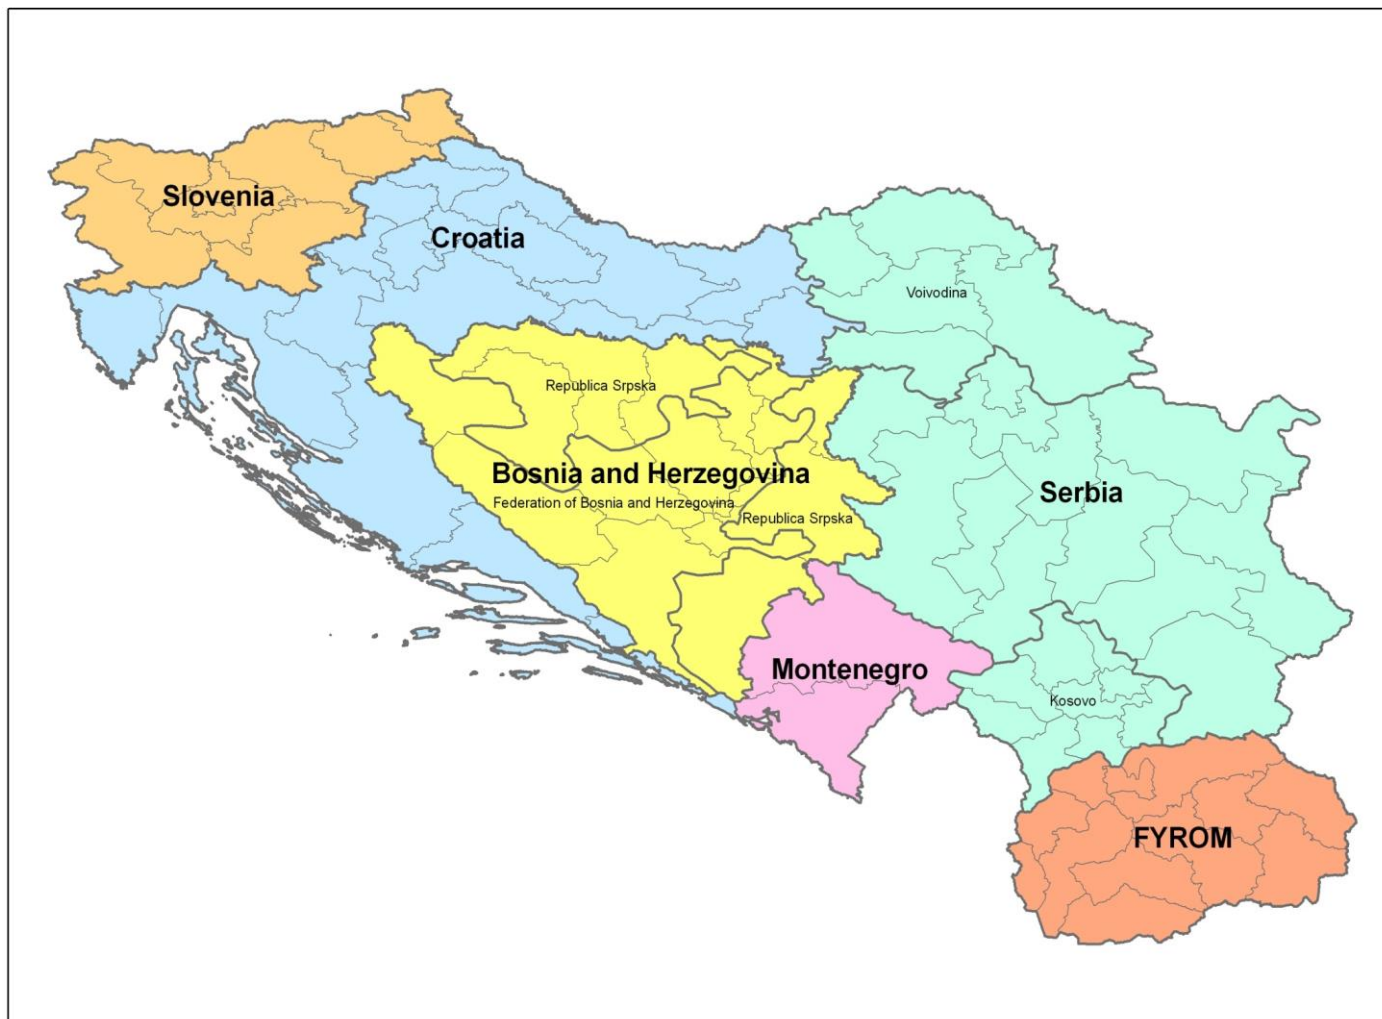 Slovenia
Croatia
Voivodina
Republica Srpska
Bosnia and Herzegovina
Federation of Bosnia and Herzegovina
Republica Srpska
Serbia
Montenegro
Kosovo
FYROM